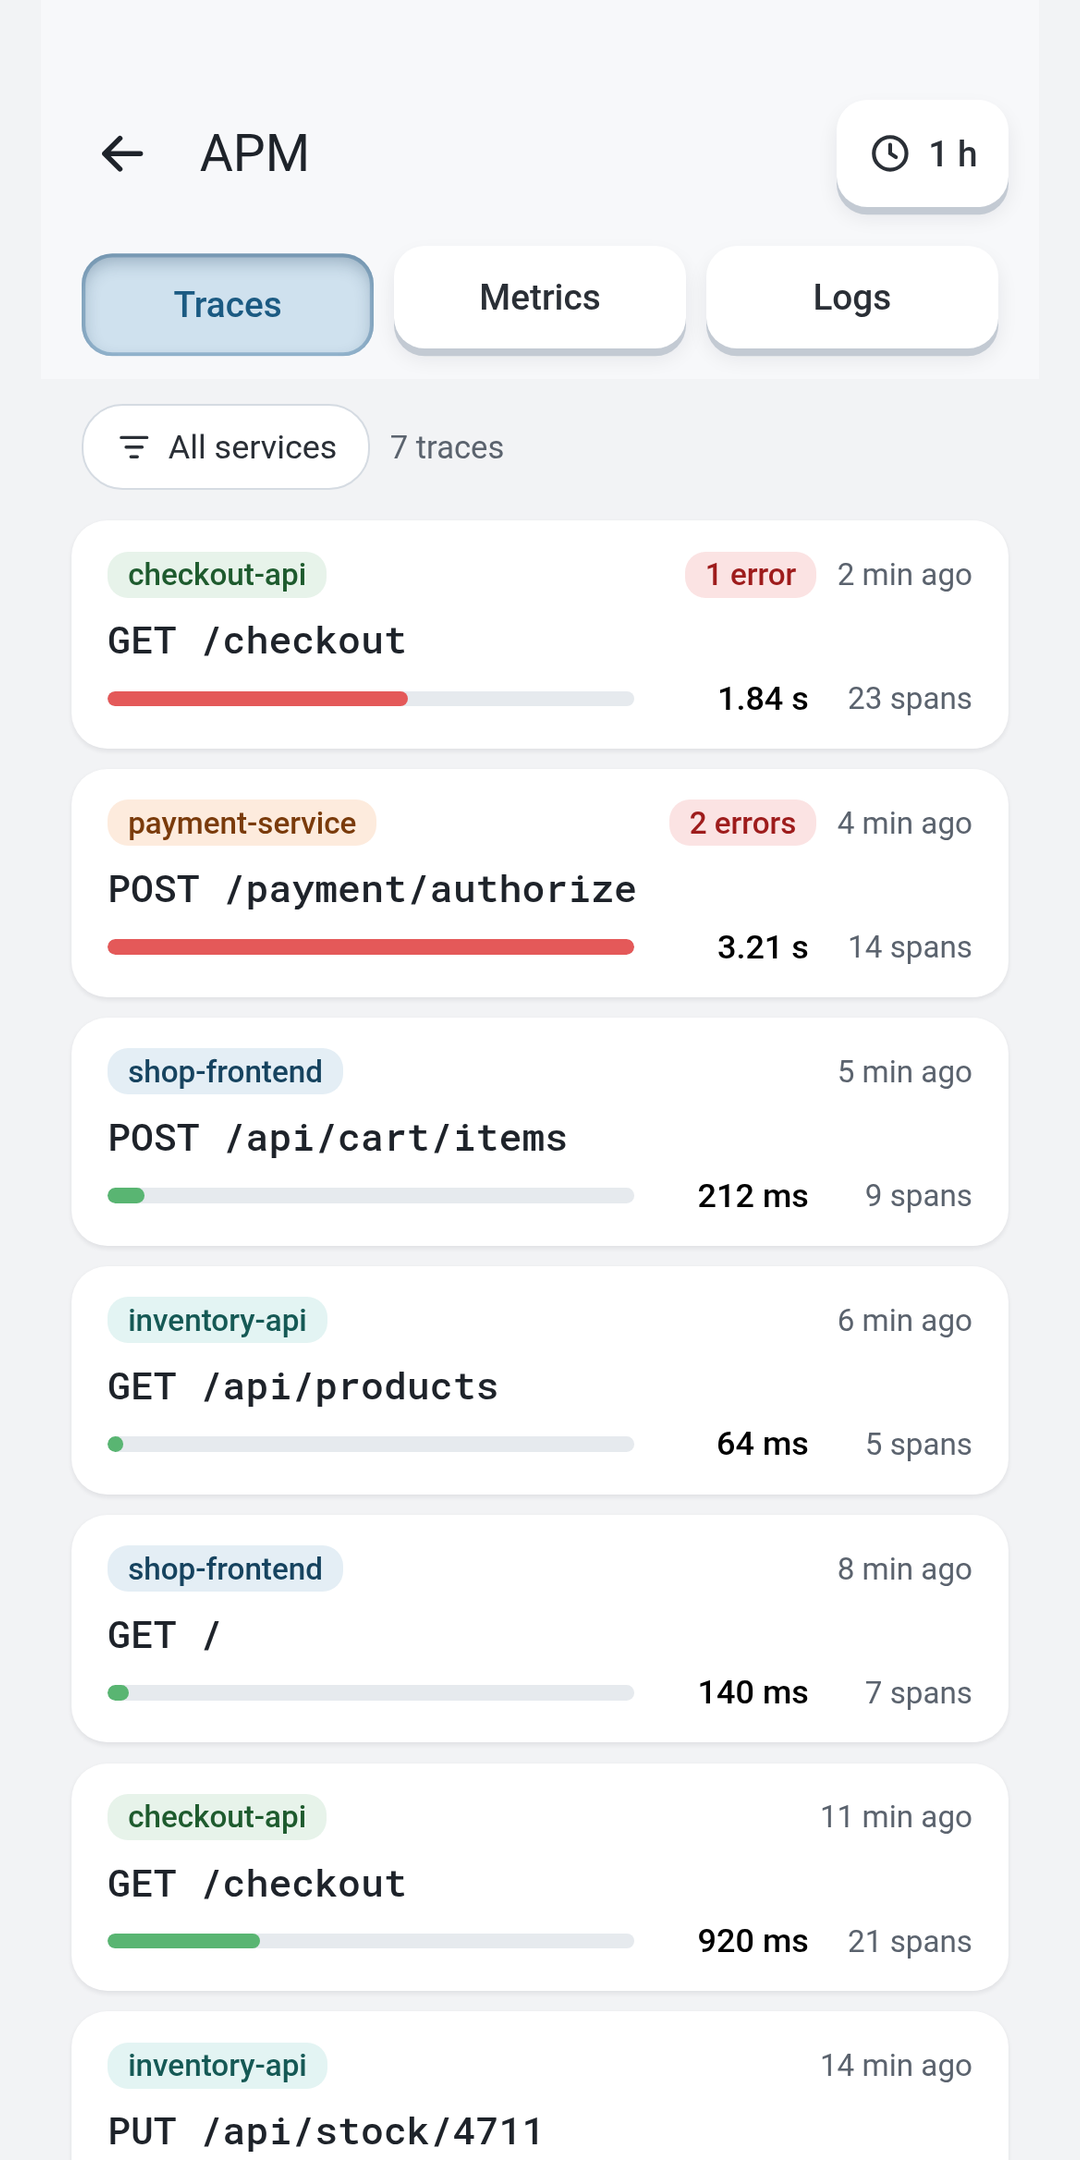 APM
1 h
Traces
Metrics
Logs
All services
7 traces
checkout-api
1 error
2 min ago
GET /checkout
1.84 s
23 spans
payment-service
2 errors
4 min ago
POST /payment/authorize
3.21 s
14 spans
shop-frontend
5 min ago
POST /api/cart/items
212 ms
9 spans
inventory-api
6 min ago
GET /api/products
64 ms
5 spans
shop-frontend
8 min ago
GET /
140 ms
7 spans
checkout-api
11 min ago
GET /checkout
920 ms
21 spans
inventory-api
14 min ago
PUT /api/stock/4711